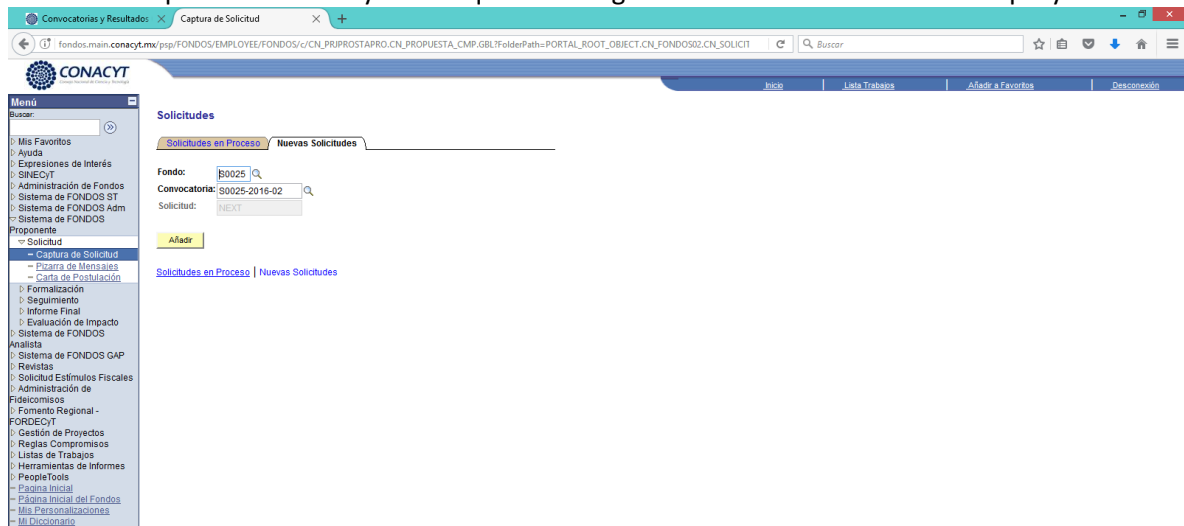 Convocatorias y Resultados
Captura de Solicitud
fondos.main.conacyt.mx/psp/FONDOS/EMPLOYEE/FONDOS/c/CN_PRJPROSTAPRO.CN_PROPUESTA_CMP.GBL?FolderPath=PORTAL_ROOT_OBJECT.CN_FONDOS02.CN_SOLICIT
Buscar
CONACYT
Inicio
Lista Trabajos
Añadir a Favoritos
Desconexión
Menú
Buscar:
Mis Favoritos
Ayuda
Expresiones de Interés
SINECyT
Administración de Fondos
Sistema de FONDOS ST
Sistema de FONDOS Adm
Sistema de FONDOS
Proponente
Solicitud
– Captura de Solicitud
– Pizarra de Mensajes
– Carta de Postulación
Formalización
Seguimiento
Informe Final
Evaluación de Impacto
Sistema de FONDOS
Analista
Sistema de FONDOS GAP
Revistas
Solicitud Estímulos Fiscales
Administración de
Fideicomisos
Fomento Regional -
FORDECyT
Gestión de Proyectos
Reglas Compromisos
Listas de Trabajos
Herramientas de Informes
PeopleTools
– Pagina Inicial
– Página Inicial del Fondos
– Mis Personalizaciones
– Mi Diccionario
Solicitudes
Solicitudes en Proceso
Nuevas Solicitudes
Fondo: S0025
Convocatoria: S0025-2016-02
Solicitud: NEXT
Añadir
Solicitudes en Proceso | Nuevas Solicitudes